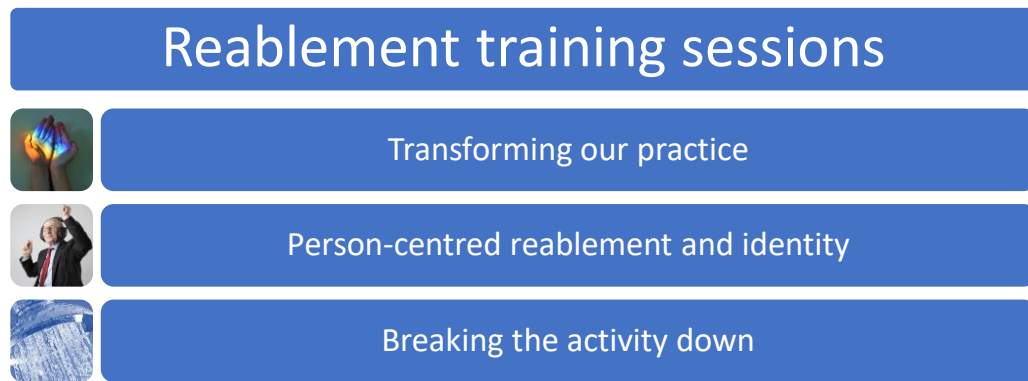 Reablement training sessions
Transforming our practice
Person-centred reablement and identity
Breaking the activity down